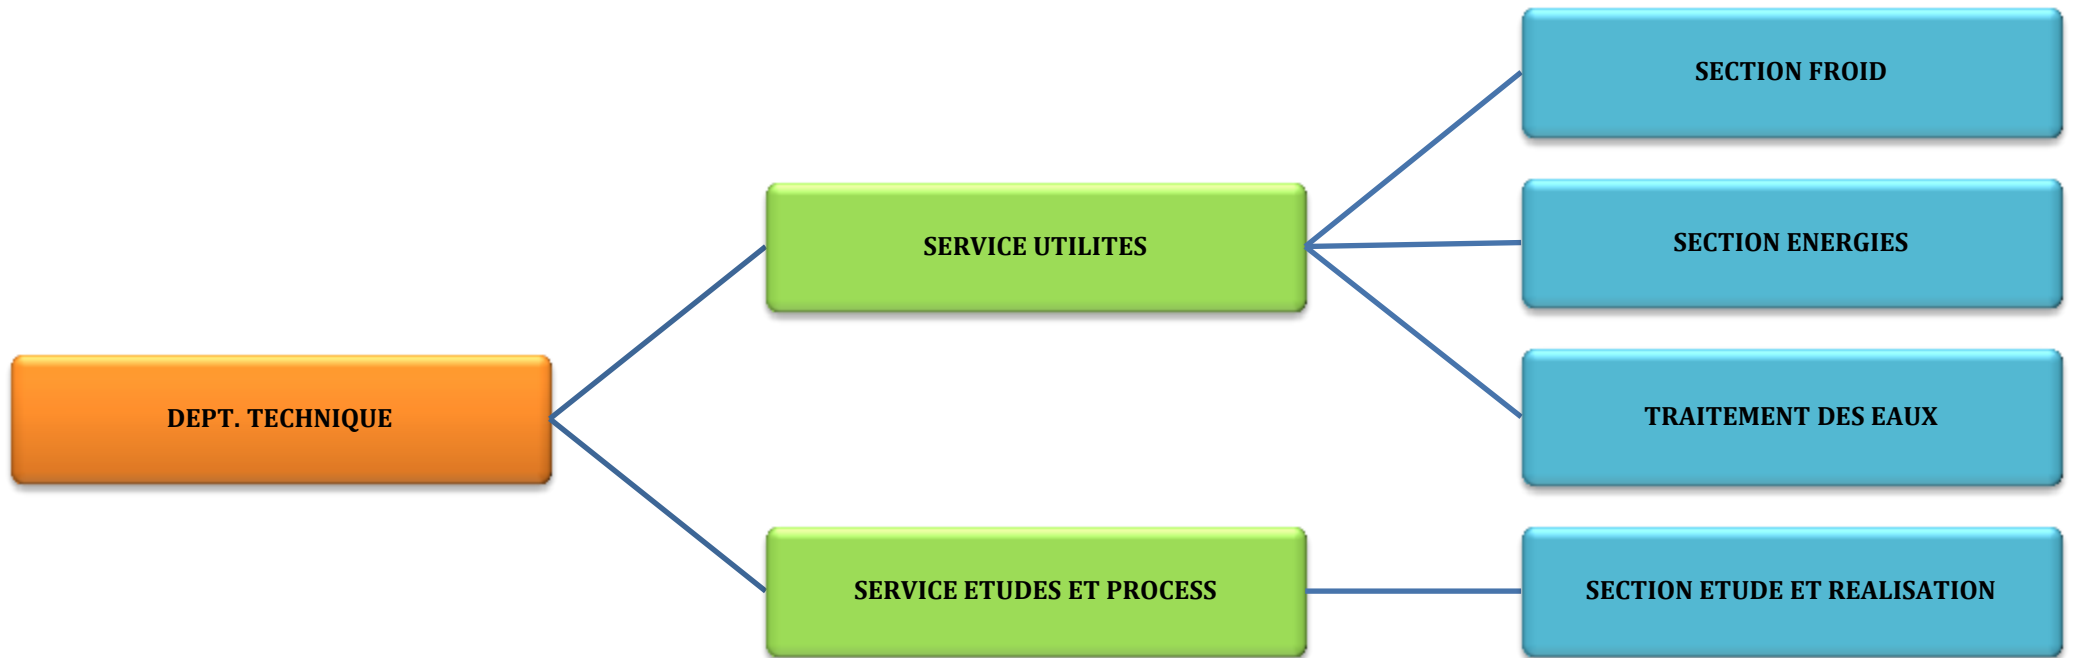 SECTION FROID
SECTION ENERGIES
SERVICE UTILITES
DEPT. TECHNIQUE
TRAITEMENT DES EAUX
SERVICE ETUDES ET PROCESS
SECTION ETUDE ET REALISATION